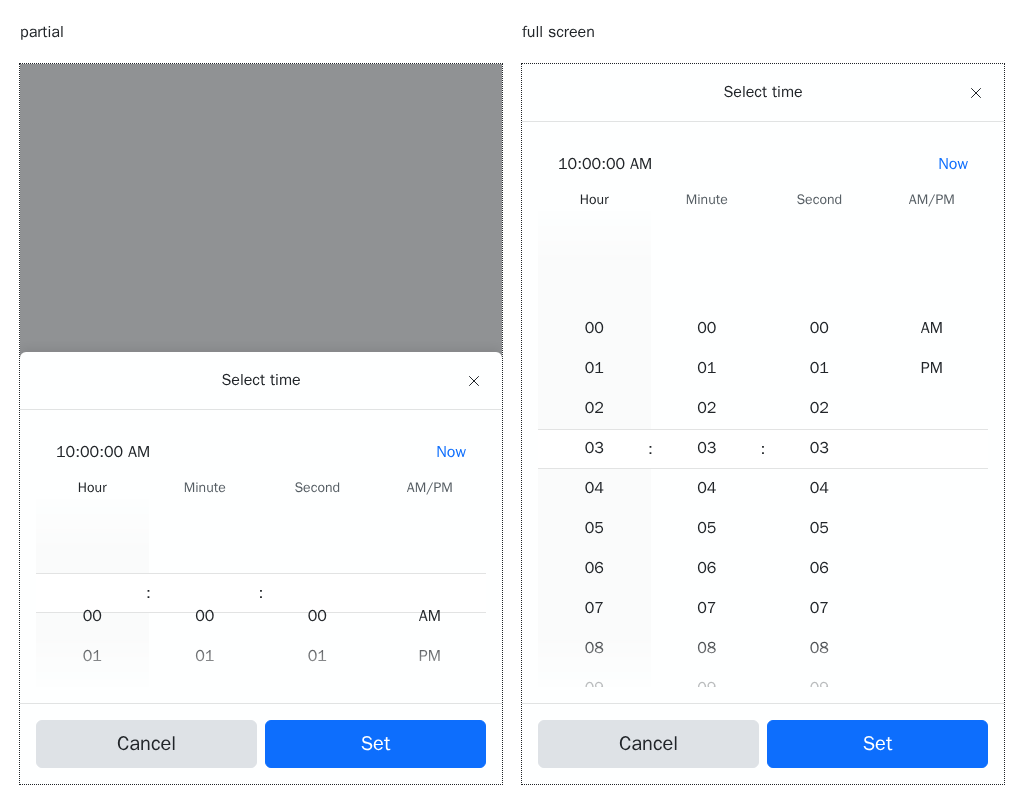 partial
Select time
10:00:00 AM Now
Hour Minute Second AM/PM
: :
00 00 00 AM
01 01 01 PM
Cancel Set
full screen
Select time
10:00:00 AM Now
Hour Minute Second AM/PM
00 00 00 AM
01 01 01 PM
02 02 02
03 : 03 : 03
04 04 04
05 05 05
06 06 06
07 07 07
08 08 08
09 09 09
Cancel Set